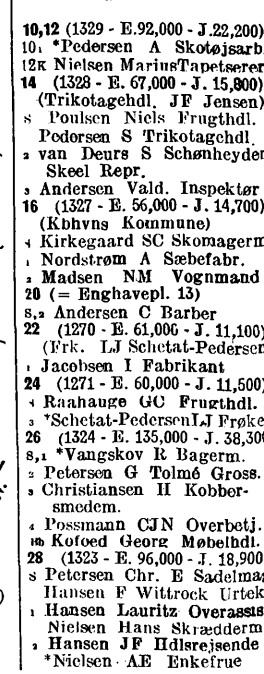 10,12 (1329 - E.92,000 - J.22,200)
10₁ *Pedersen A Skotøjsarb.
12K Nielsen MariusTapetserer
14 (1328 - E. 67,000 - J. 15,800)
(Trikotagehdl. JF Jensen)
s Poulsen Niels Frugthdl.
Pedersen S Trikotagehdl.
₂ van Deurs S Schønheyder
Skeel Repr.
₃ Andersen Vald. Inspektør
16 (1327 - E. 56,000 - J. 14,700)
(Kbhvns Kommune)
₄ Kirkegaard SC Skomagerm
₁ Nordstrøm A Sæbefabr.
₂ Madsen NM Vognmand
20 (= Enghavepl. 13)
s,₂ Andersen C Barber
22 (1270 - E. 61,000 - J. 11,100)
(Frk. LJ Schetat-Pedersen
₁ Jacobsen I Fabrikant
24 (1271 - E. 60,000 - J. 11,500)
₄ Raahauge GC Frugthdl.
₃ *Schetat-PedersenLJ Frøke
26 (1324 - E. 135,000 - J. 38,300
s,₁ *Vangskov R Bagerm.
₂ Petersen G Tolmé Gross.
₃ Christiansen H Kobber-
smedem.
₄ Possmann CJN Overbetj.
Kofoed Georg Møbelhdl.
28 (1323 - E. 96,000 - J. 18,900
s Petersen Chr. E Sadelmag
Hansen F Wittrock Urtek
₁ Hansen Lauritz Overassis
Nielsen Hans Skrædderm
₂ Hansen JF Hdlsrejsende
*Nielsen AE Enkefrue